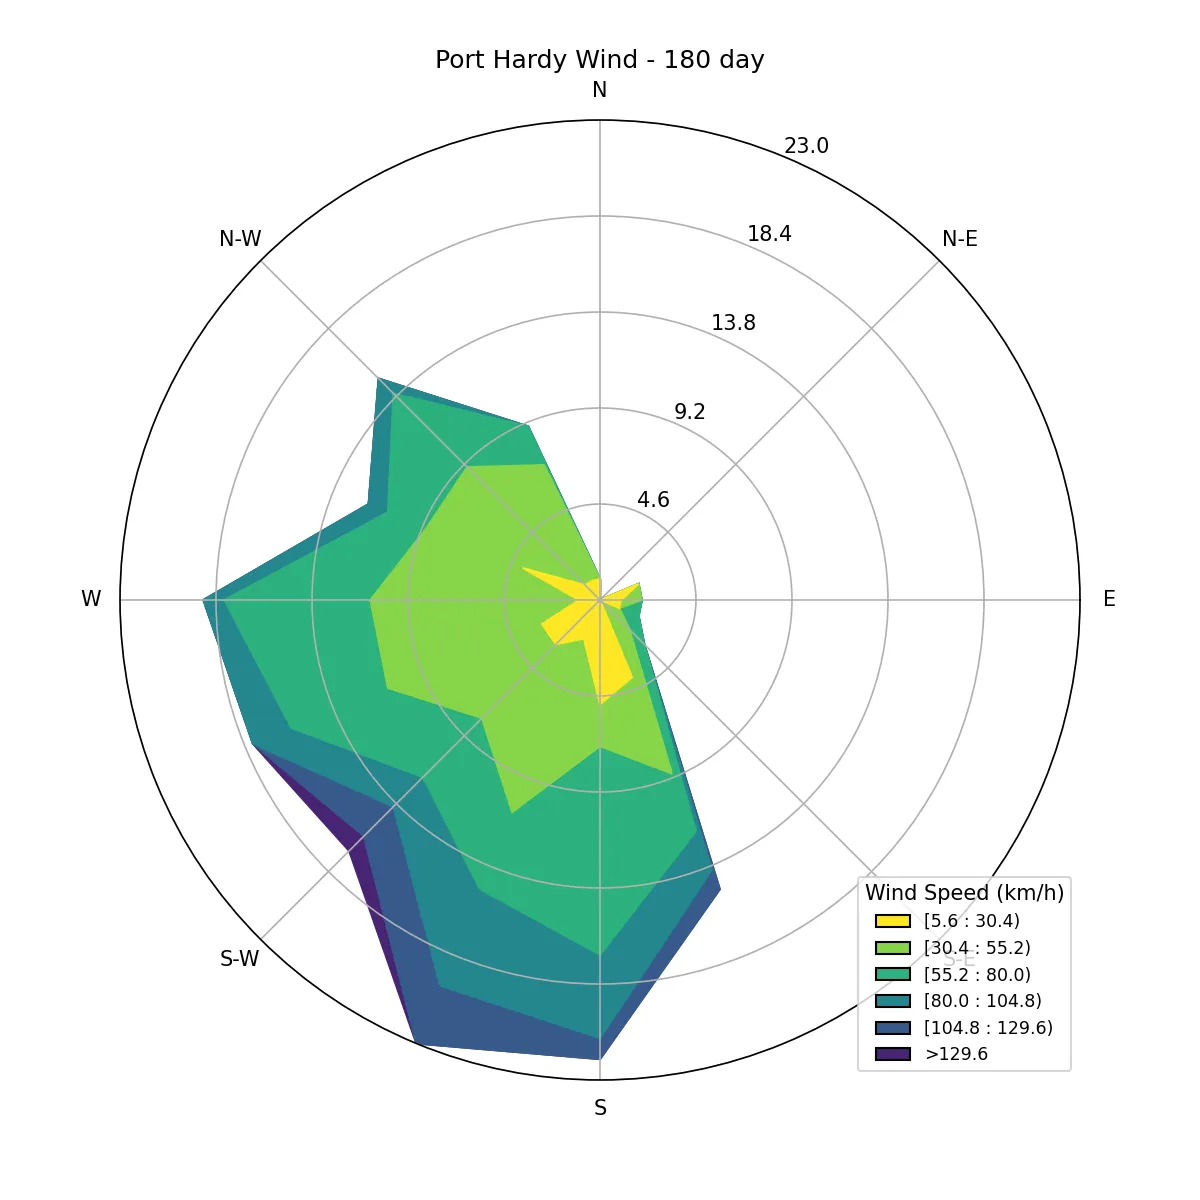 Port Hardy Wind - 180 day
N
23.0
18.4
N-W
N-E
13.8
9.2
4.6
W
E
Wind Speed (km/h)
[5.6 : 30.4)
[30.4 : 55.2)
S-W
S-E
[55.2 : 80.0)
[80.0 : 104.8)
[104.8 : 129.6)
>129.6
S